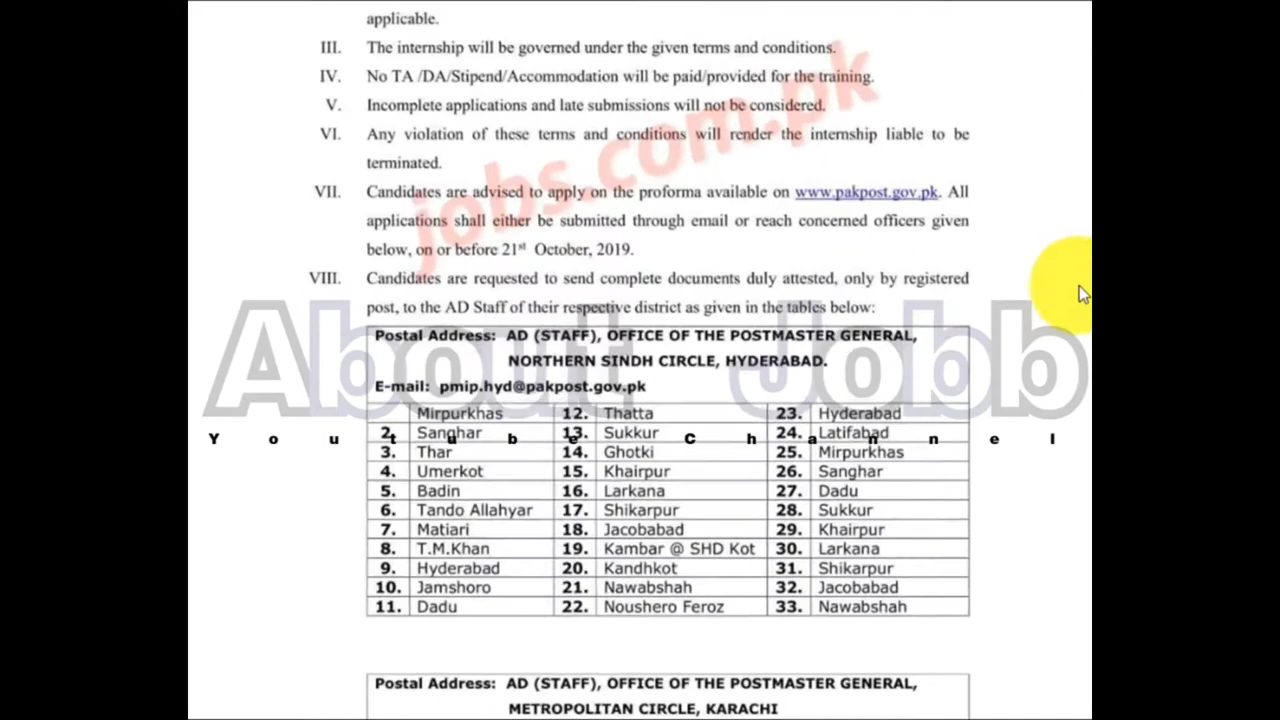 applicable.
III. The internship will be governed under the given terms and conditions.
IV. No TA /DA/Stipend/Accommodation will be paid/provided for the training.
V. Incomplete applications and late submissions will not be considered.
VI. Any violation of these terms and conditions will render the internship liable to be
terminated.
VII. Candidates are advised to apply on the proforma available on www.pakpost.gov.pk. All
applications shall either be submitted through email or reach concerned officers given
below, on or before 21st October, 2019.
VIII. Candidates are requested to send complete documents duly attested, only by registered
post, to the AD Staff of their respective district as given in the tables below:
jobs.com.pk
About Jobb
Youtube Channel
Postal Address: AD (STAFF), OFFICE OF THE POSTMASTER GENERAL,
NORTHERN SINDH CIRCLE, HYDERABAD.
E-mail: pmip.hyd@pakpost.gov.pk
Mirpurkhas 12. Thatta 23. Hyderabad
2. Sanghar 13. Sukkur 24. Latifabad
3. Thar 14. Ghotki 25. Mirpurkhas
4. Umerkot 15. Khairpur 26. Sanghar
5. Badin 16. Larkana 27. Dadu
6. Tando Allahyar 17. Shikarpur 28. Sukkur
7. Matiari 18. Jacobabad 29. Khairpur
8. T.M.Khan 19. Kambar @ SHD Kot 30. Larkana
9. Hyderabad 20. Kandhkot 31. Shikarpur
10. Jamshoro 21. Nawabshah 32. Jacobabad
11. Dadu 22. Noushero Feroz 33. Nawabshah
Postal Address: AD (STAFF), OFFICE OF THE POSTMASTER GENERAL,
METROPOLITAN CIRCLE, KARACHI